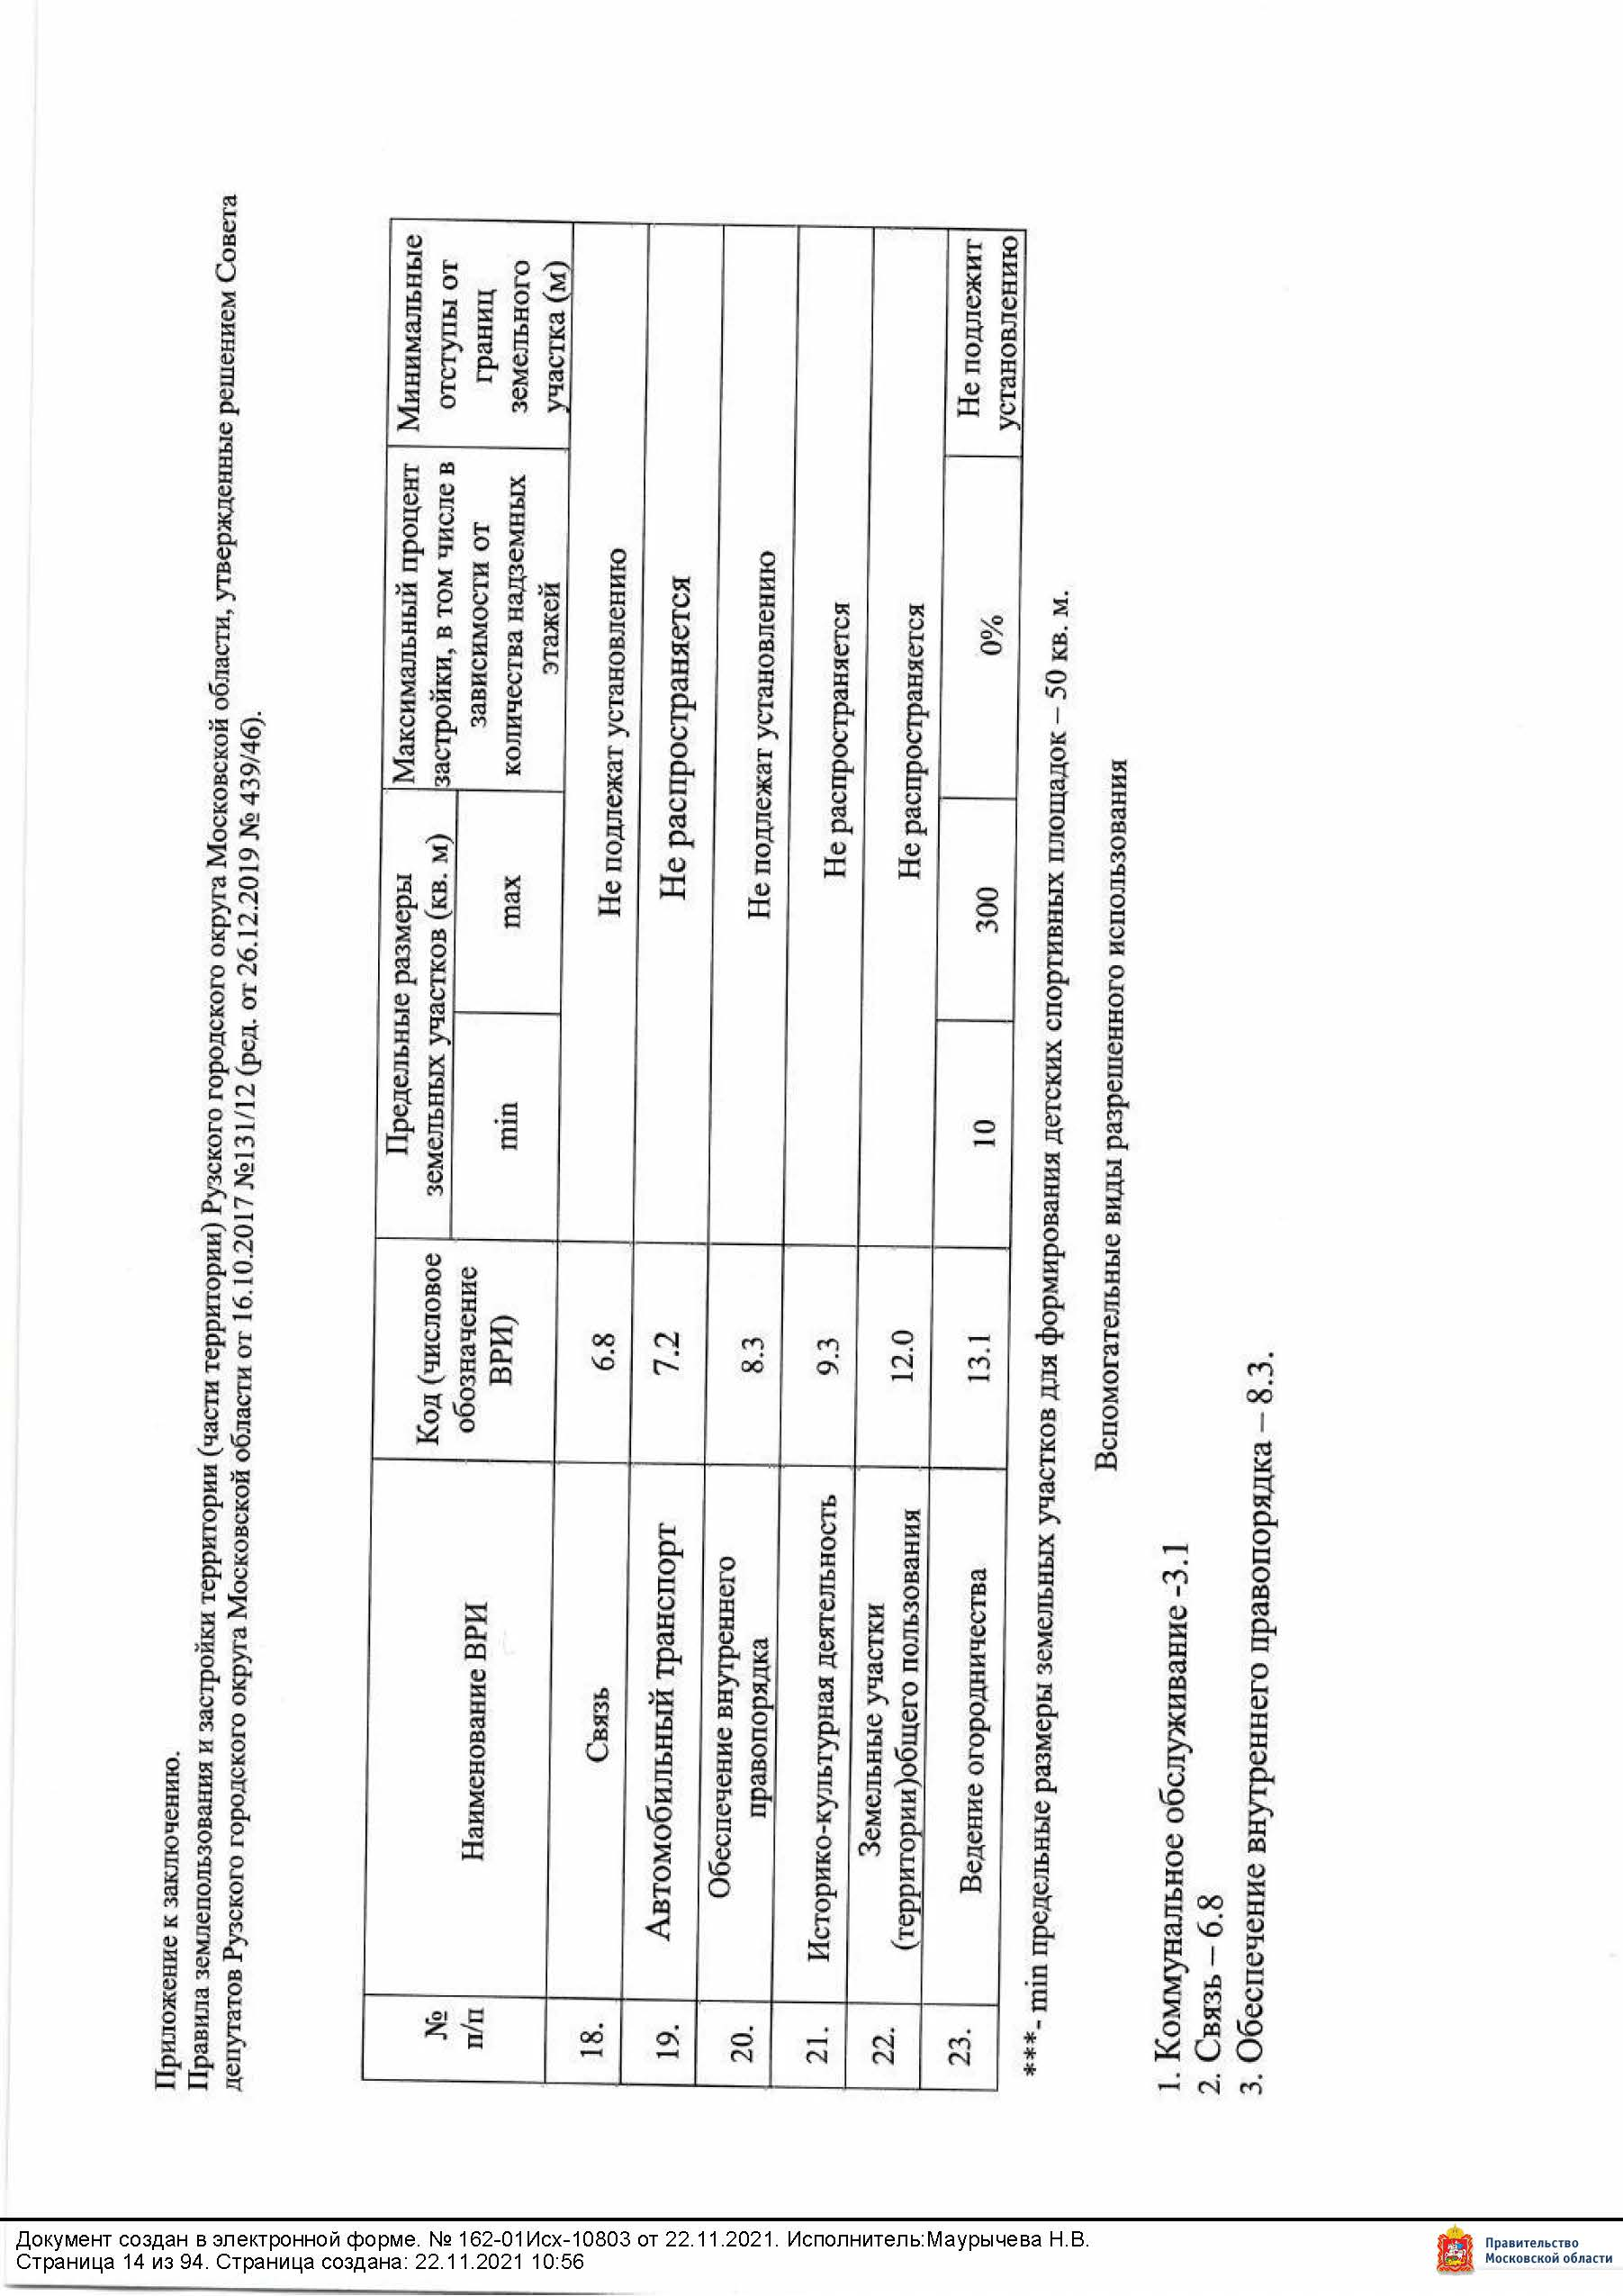 Приложение к заключению.
Правила землепользования и застройки территории (части территории) Рузского городского округа Московской области, утвержденные решением Совета
депутатов Рузского городского округа Московской области от 16.10.2017 №131/12 (ред. от 26.12.2019 № 439/46).
№
п/п
Наименование ВРИ
Код (числовое
обозначение
ВРИ)
Предельные размеры
земельных участков (кв. м)
min
max
Максимальный процент
застройки, в том числе в
зависимости от
количества надземных
этажей
Минимальные
отступы от
границ
земельного
участка (м)
18. Связь 6.8 Не подлежат установлению
19. Автомобильный транспорт 7.2 Не распространяется
20. Обеспечение внутреннего
правопорядка 8.3 Не подлежат установлению
21. Историко-культурная деятельность 9.3 Не распространяется
22. Земельные участки
(территории)общего пользования 12.0 Не распространяется
23. Ведение огородничества 13.1 10 300 0% Не подлежит
установлению
***- min предельные размеры земельных участков для формирования детских спортивных площадок – 50 кв. м.
Вспомогательные виды разрешенного использования
1. Коммунальное обслуживание -3.1
2. Связь – 6.8
3. Обеспечение внутреннего правопорядка – 8.3.
Документ создан в электронной форме. № 162-01Исх-10803 от 22.11.2021. Исполнитель:Маурычева Н.В.
Страница 14 из 94. Страница создана: 22.11.2021 10:56
Правительство
Московской области